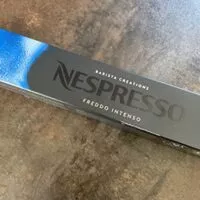 BARISTA CREATIONS
NESPRESSO
FREDDO INTENSO